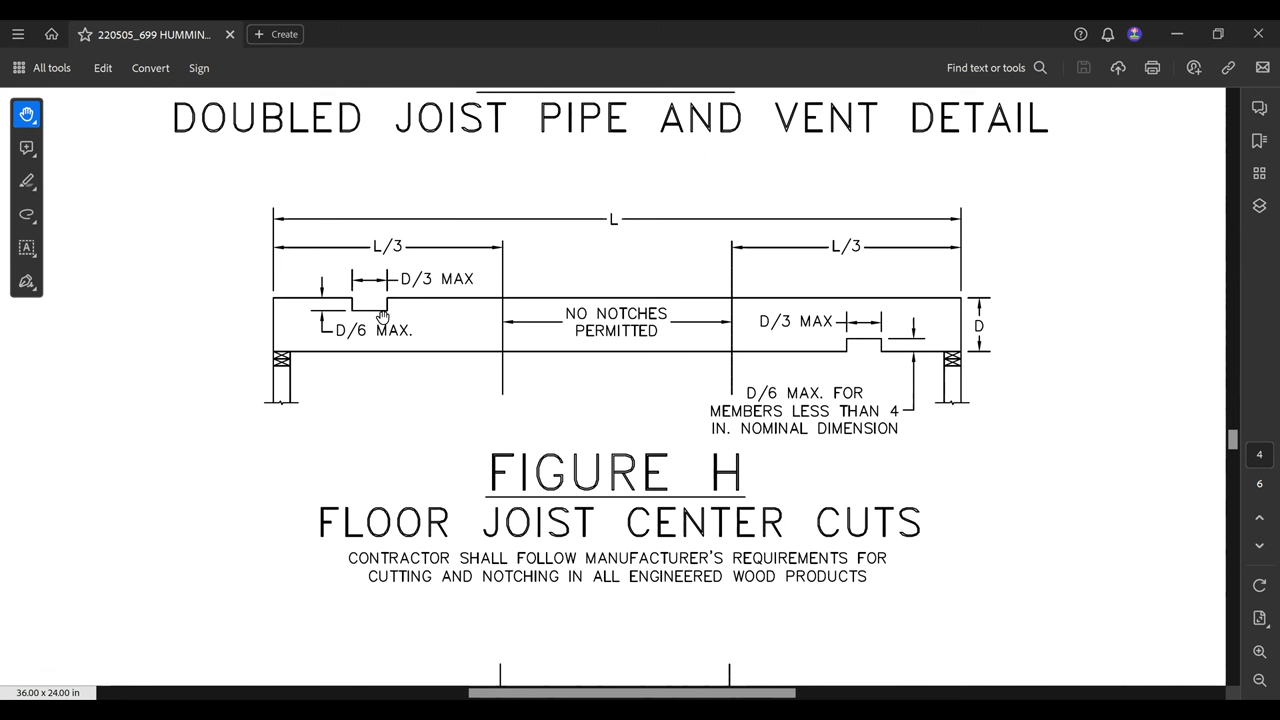 220505_699 HUMMIN...
Create
All tools
Edit
Convert
Sign
Find text or tools
DOUBLED JOIST PIPE AND VENT DETAIL
L
L/3
L/3
D/3 MAX
NO NOTCHES
PERMITTED
D/3 MAX
D
D/6 MAX.
D/6 MAX. FOR
MEMBERS LESS THAN 4
IN. NOMINAL DIMENSION
FIGURE H
FLOOR JOIST CENTER CUTS
CONTRACTOR SHALL FOLLOW MANUFACTURER'S REQUIREMENTS FOR
CUTTING AND NOTCHING IN ALL ENGINEERED WOOD PRODUCTS
4
6
36.00 x 24.00 in